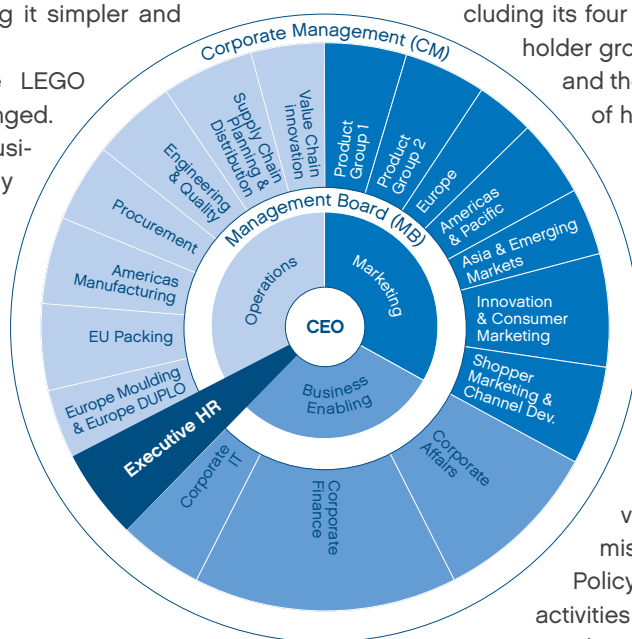 g it simpler and
LEGO
nged.
usi-
y
cluding its four
holder gro
and the
of h
Corporate Management (CM)
Value Chain
innovation
Supply Chain
Planning &
Distribution
Engineering
& Quality
Procurement
Americas
Manufacturing
EU Packing
Europe Moulding
& Europe DUPLO
Executive HR
Product
Group 1
Product
Group 2
Europe
Americas
& Pacific
Asia & Emerging
Markets
Innovation
& Consumer
Marketing
Shopper
Marketing &
Channel Dev.
Corporate
Affairs
Corporate
Finance
Corporate
IT
Management Board (MB)
Operations
Marketing
CEO
Business
Enabling
v
mis
Policy
activities